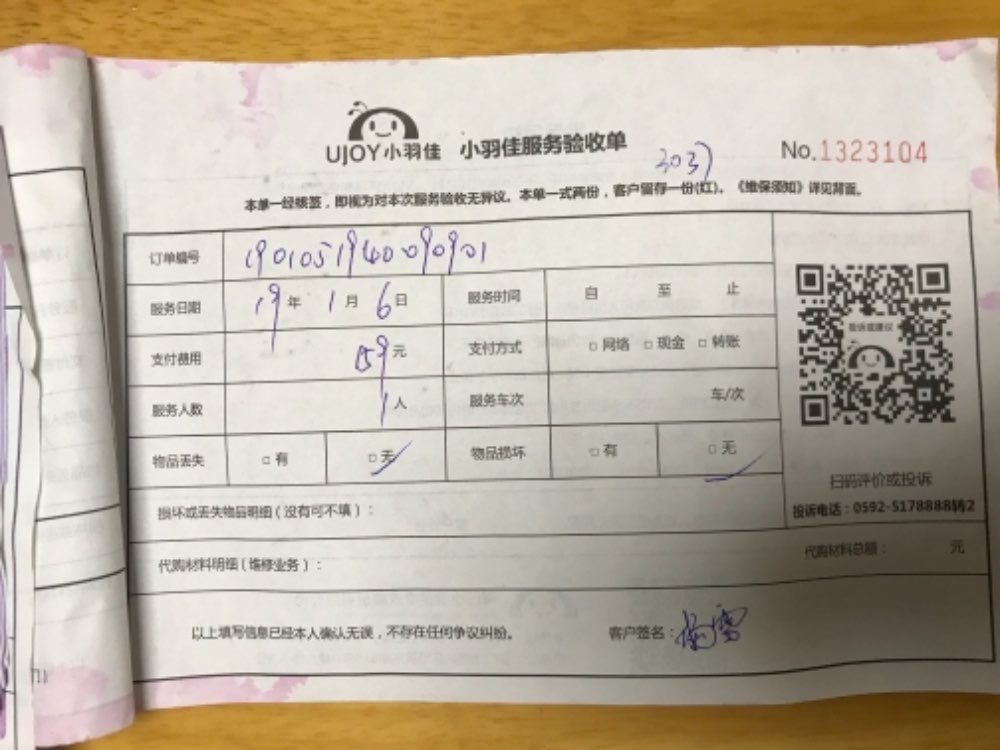 UJOY小羽佳 小羽佳服务验收单 No.1323104
2037
本单一经核签，即视为对本次服务验收无异议。本单一式两份，客户留存一份(红)。《维保须知》详见背面。
订单编号 1901051940090901
服务日期 19年 1月 6日 服务时间 自 至 止
支付费用 159元 支付方式 □网络 □现金 □转账
服务人数 1人 服务车次 车/次
物品丢失 □有 □无 物品损坏 □有 □无
投诉或建议
扫码评价或投诉
投诉电话：0592-5178888转2
损坏或丢失物品明细（没有可不填）：
代购材料明细（维修业务）： 代购材料总额： 元
以上填写信息已经本人确认无误，不存在任何争议纠纷。 客户签名：